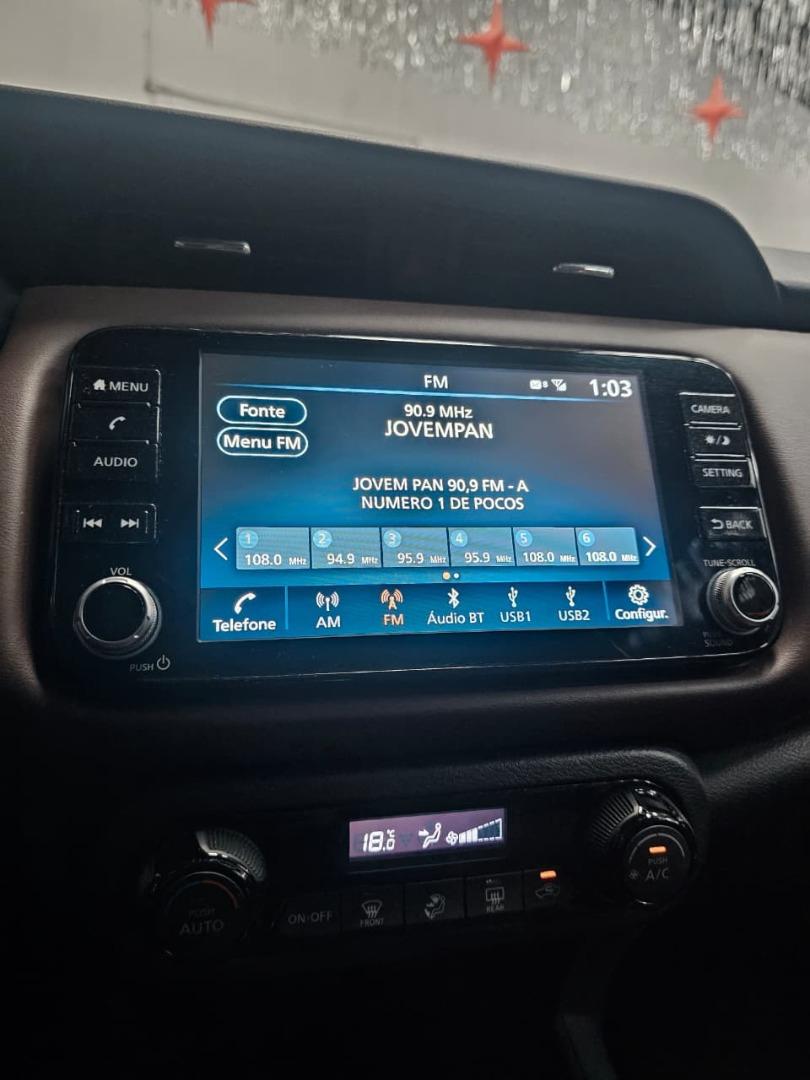 MENU
AUDIO
VOL
PUSH
FM
1:03
Fonte
Menu FM
90.9 MHz
JOVEMPAN
JOVEM PAN 90,9 FM - A
NUMERO 1 DE POCOS
1 2 3 4 5 6
108.0 MHz 94.9 MHz 95.9 MHz 95.9 MHz 108.0 MHz 108.0 MHz
Telefone AM FM Áudio BT USB1 USB2 Configur.
CAMERA
SETTING
BACK
TUNE·SCROLL
PUSH
SOUND
18.0 °C
PUSH
AUTO
ON·OFF
FRONT
REAR
PUSH
A/C